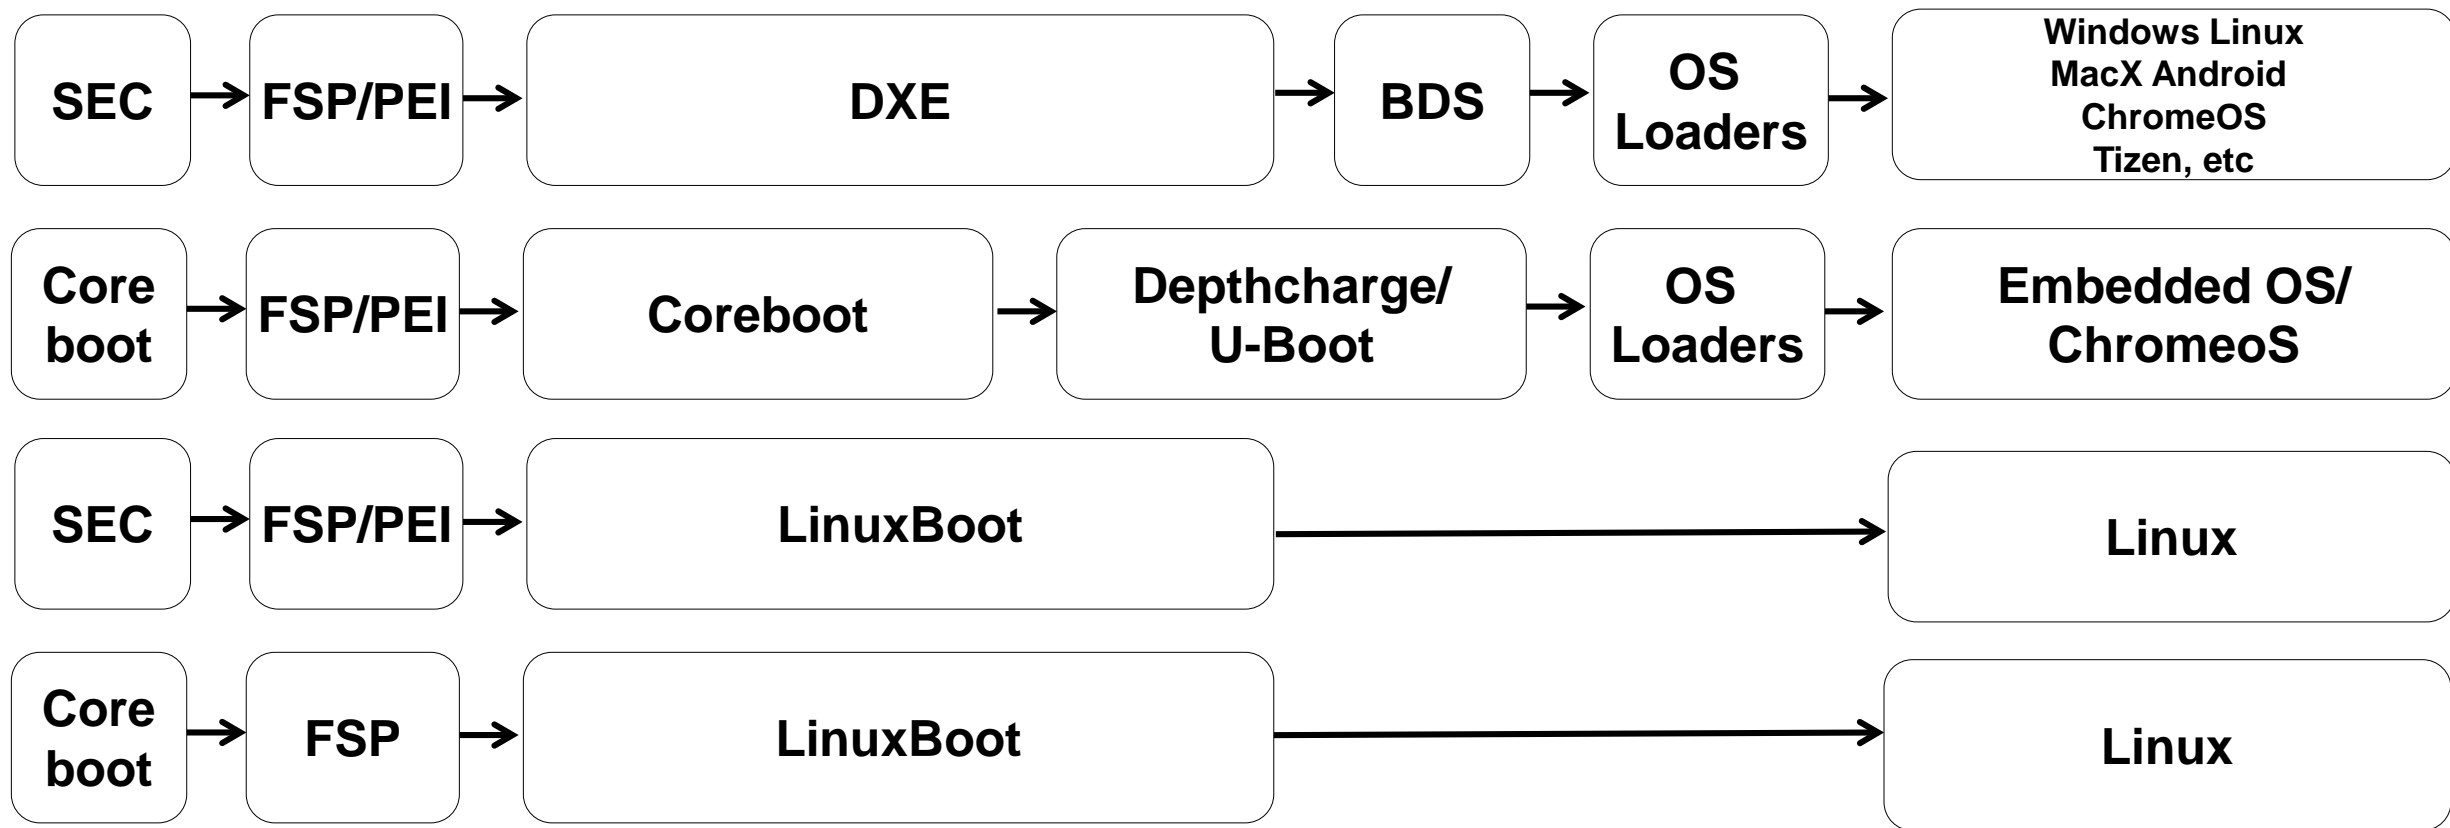 SEC
FSP/PEI
DXE
BDS
OS
Loaders
Windows Linux
MacX Android
ChromeOS
Tizen, etc
Core
boot
FSP/PEI
Coreboot
Depthcharge/
U-Boot
OS
Loaders
Embedded OS/
ChromeoS
SEC
FSP/PEI
LinuxBoot
Linux
Core
boot
FSP
LinuxBoot
Linux